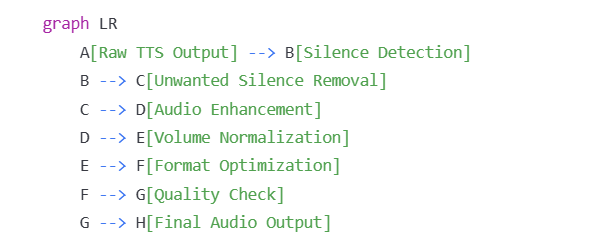 graph LR
    A[Raw TTS Output] --> B[Silence Detection]
    B --> C[Unwanted Silence Removal]
    C --> D[Audio Enhancement]
    D --> E[Volume Normalization]
    E --> F[Format Optimization]
    F --> G[Quality Check]
    G --> H[Final Audio Output]